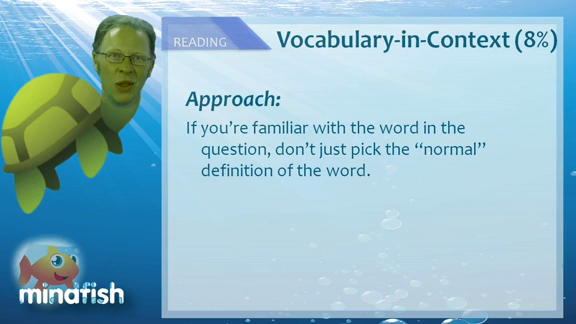 READING
Vocabulary-in-Context (8%)
Approach:
If you're familiar with the word in the
question, don't just pick the “normal”
definition of the word.
minafish